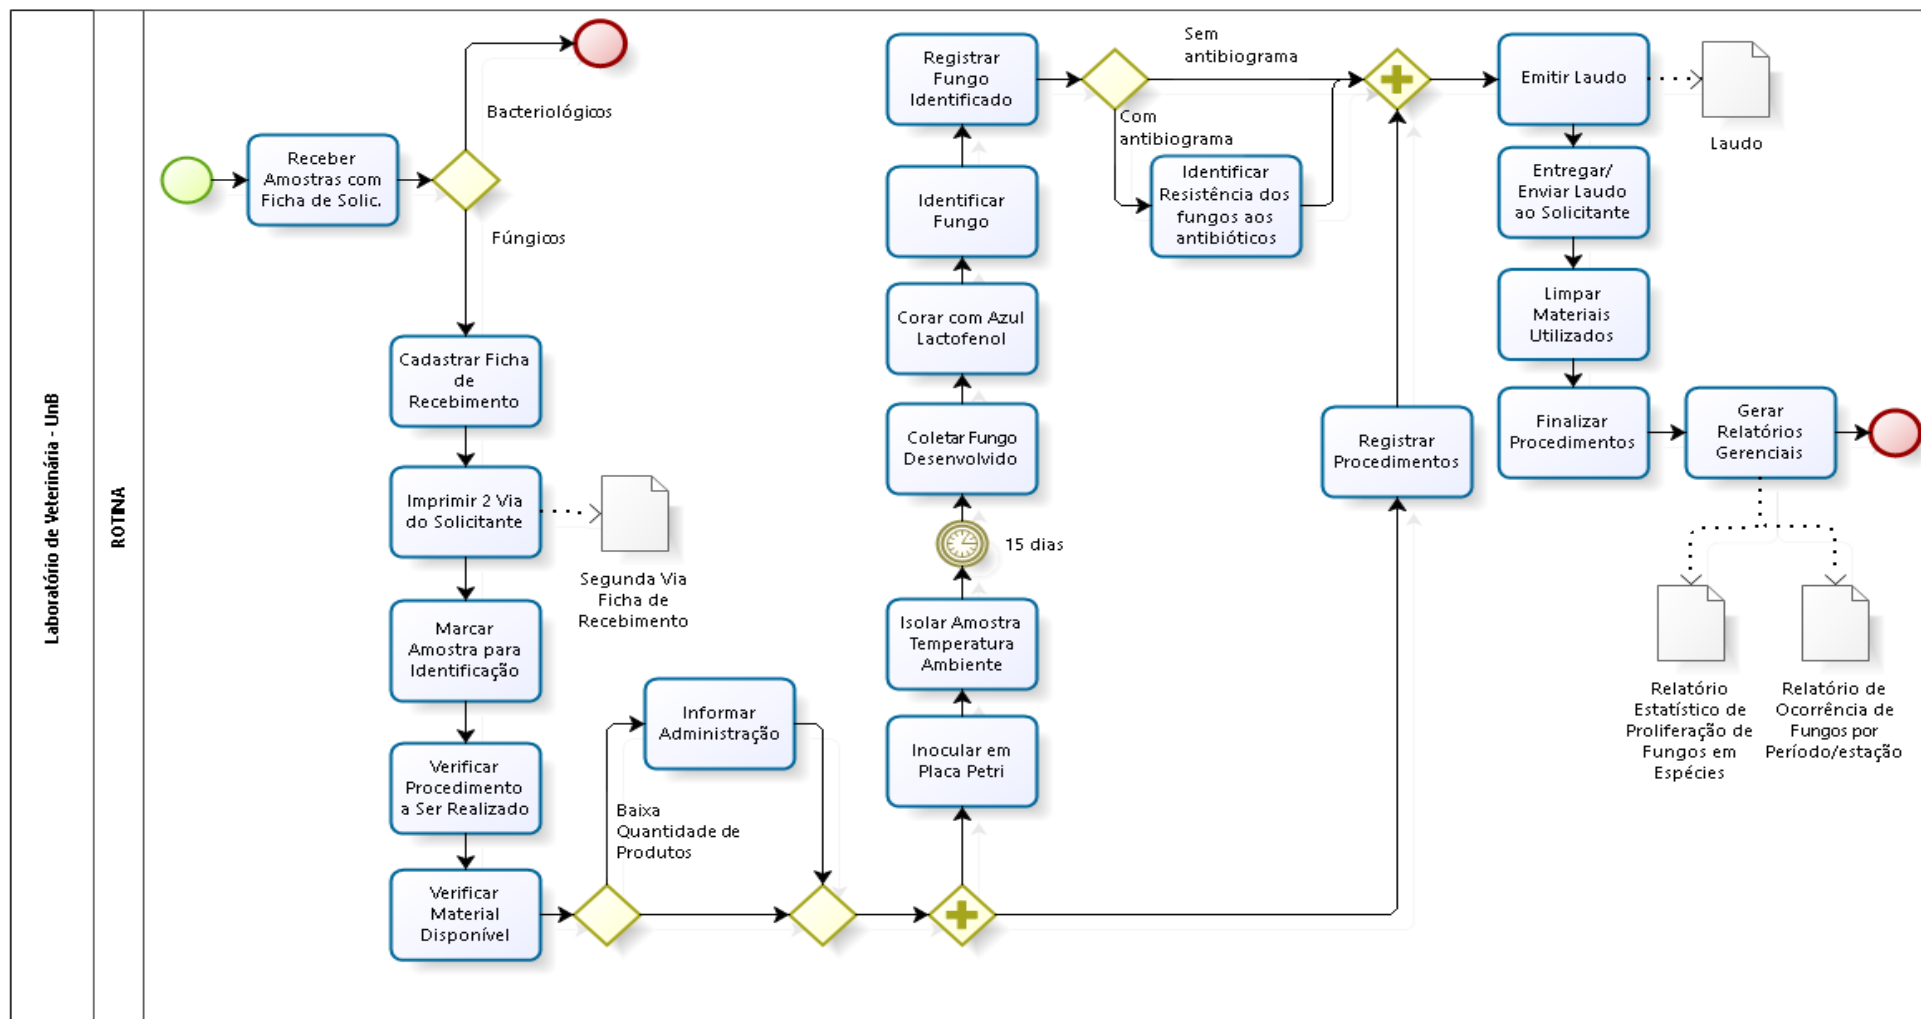 Laboratório de Veterinária - UnB
ROTINA
Receber
Amostras com
Ficha de Solic.
Bacteriológicos
Fúngicos
Cadastrar Ficha
de
Recebimento
Imprimir 2 Via
do Solicitante
Segunda Via
Ficha de
Recebimento
Marcar
Amostra para
Identificação
Verificar
Procedimento
a Ser Realizado
Verificar
Material
Disponível
Baixa
Quantidade de
Produtos
Informar
Administração
Inocular em
Placa Petri
Isolar Amostra
Temperatura
Ambiente
15 dias
Coletar Fungo
Desenvolvido
Corar com Azul
Lactofenol
Identificar
Fungo
Registrar
Fungo
Identificado
Sem
antibiograma
Com
antibiograma
Identificar
Resistência dos
fungos aos
antibióticos
Registrar
Procedimentos
Emitir Laudo
Laudo
Entregar/
Enviar Laudo
ao Solicitante
Limpar
Materiais
Utilizados
Finalizar
Procedimentos
Gerar
Relatórios
Gerenciais
Relatório
Estatístico de
Proliferação de
Fungos em
Espécies
Relatório de
Ocorrência de
Fungos por
Período/estação